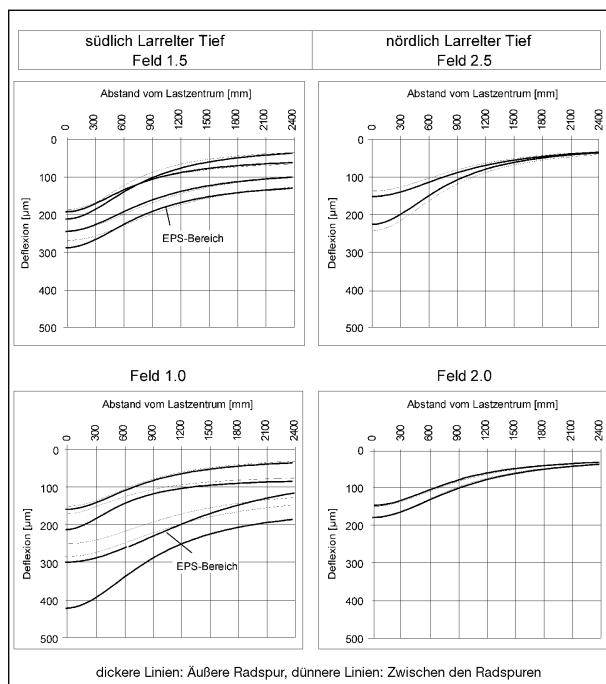 südlich Larrelter Tief
Feld 1.5
nördlich Larrelter Tief
Feld 2.5
Abstand vom Lastzentrum [mm]
0 300 600 900 1200 1500 1800 2100 2400
Deflexion [µm]
0
100
200
300
400
500
EPS-Bereich
Abstand vom Lastzentrum [mm]
0 300 600 900 1200 1500 1800 2100 2400
Deflexion [µm]
0
100
200
300
400
500
Feld 1.0
Abstand vom Lastzentrum [mm]
0 300 600 900 1200 1500 1800 2100 2400
Deflexion [µm]
0
100
200
300
400
500
EPS-Bereich
Feld 2.0
Abstand vom Lastzentrum [mm]
0 300 600 900 1200 1500 1800 2100 2400
Deflexion [µm]
0
100
200
300
400
500
dickere Linien: Äußere Radspur, dünnere Linien: Zwischen den Radspuren